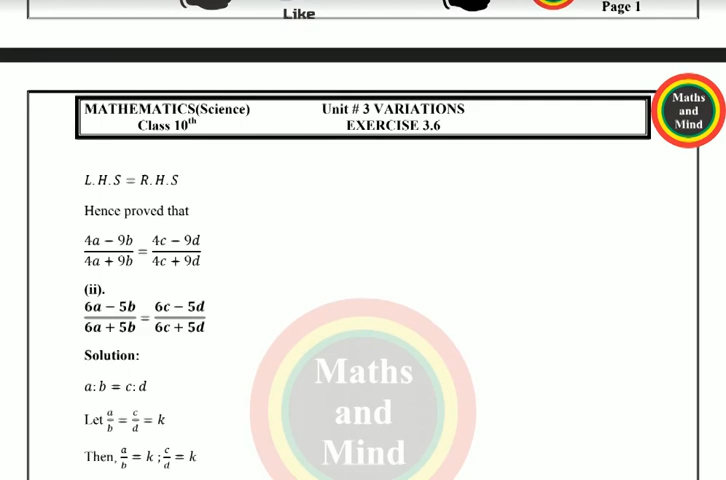 Like
Page 1
MATHEMATICS(Science) Unit # 3 VARIATIONS
Class 10th EXERCISE 3.6
Maths
and
Mind
L.H.S = R.H.S
Hence proved that
4a − 9b / 4a + 9b = 4c − 9d / 4c + 9d
(ii).
6a − 5b / 6a + 5b = 6c − 5d / 6c + 5d
Solution:
a: b = c: d
Let a/b = c/d = k
Then, a/b = k ; c/d = k
Maths
and
Mind